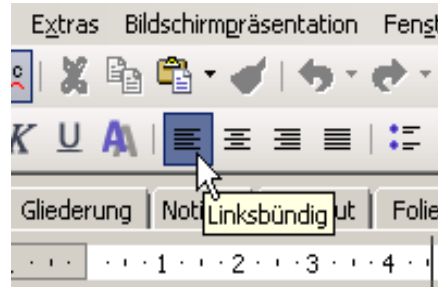 Extras Bildschirmpräsentation Fenst
K U A
Gliederung Noti Linksbündig ut Folie
1 2 3 4